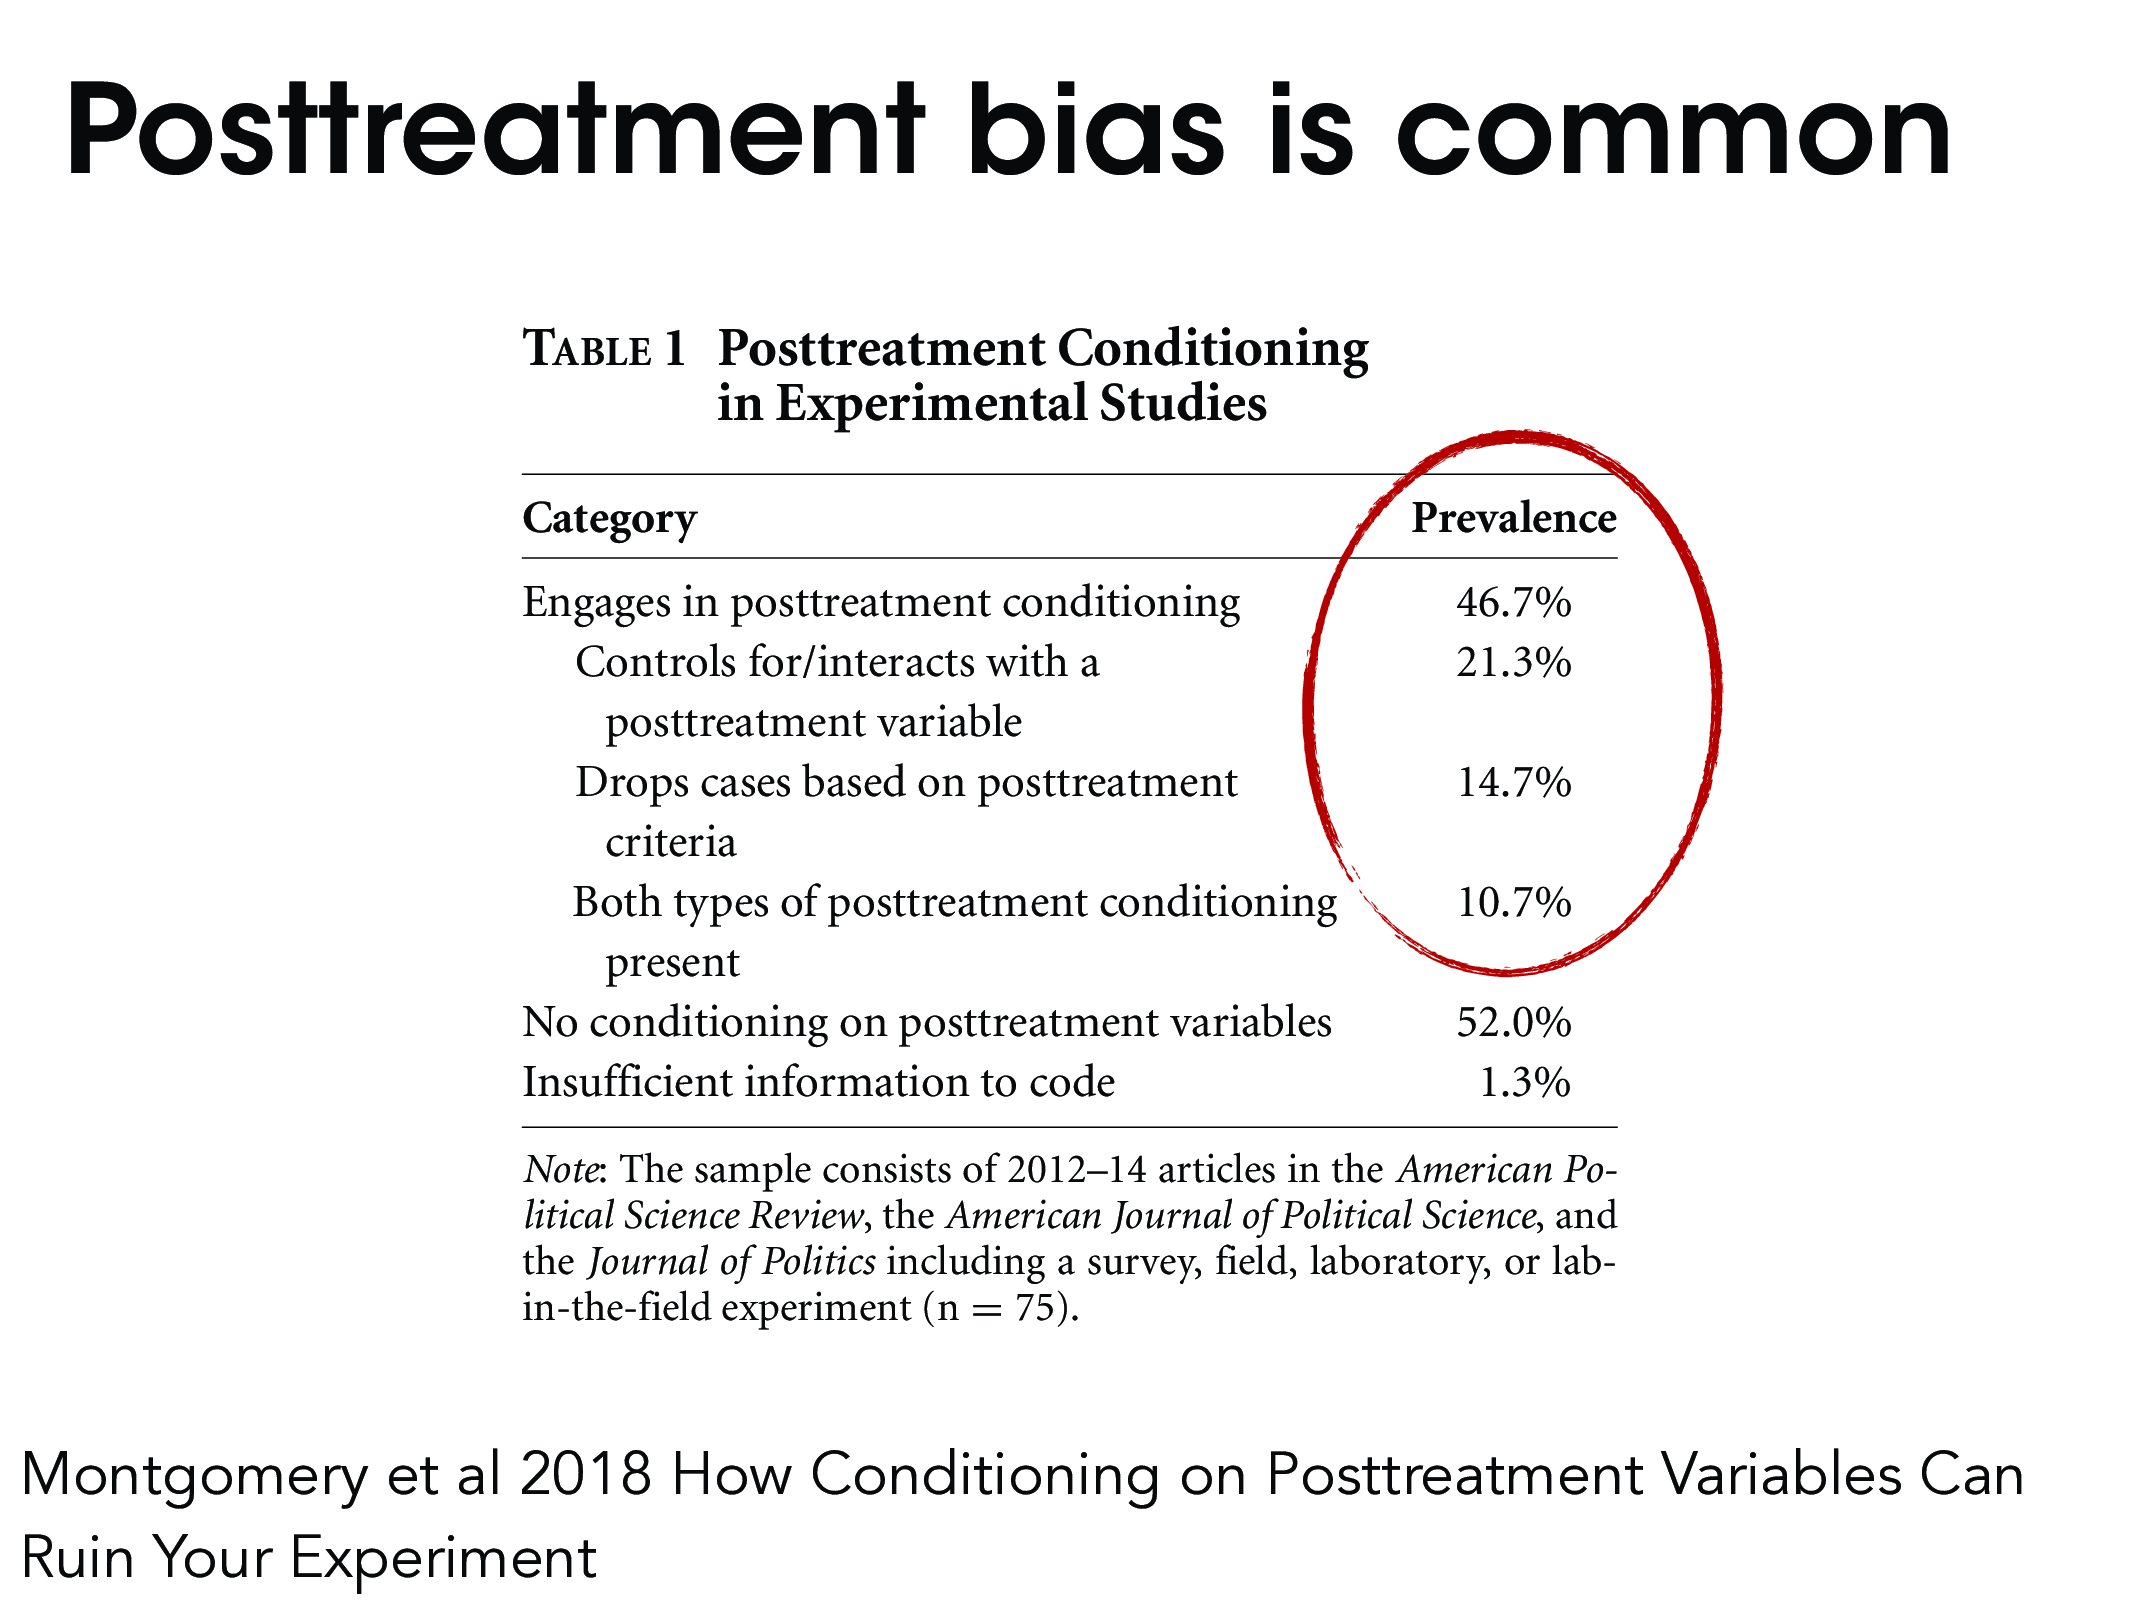 Posttreatment bias is common
TABLE 1 Posttreatment Conditioning
in Experimental Studies
Category Prevalence
Engages in posttreatment conditioning 46.7%
Controls for/interacts with a 21.3%
posttreatment variable
Drops cases based on posttreatment 14.7%
criteria
Both types of posttreatment conditioning 10.7%
present
No conditioning on posttreatment variables 52.0%
Insufficient information to code 1.3%
Note: The sample consists of 2012–14 articles in the American Po-
litical Science Review, the American Journal of Political Science, and
the Journal of Politics including a survey, field, laboratory, or lab-
in-the-field experiment (n = 75).
Montgomery et al 2018 How Conditioning on Posttreatment Variables Can
Ruin Your Experiment